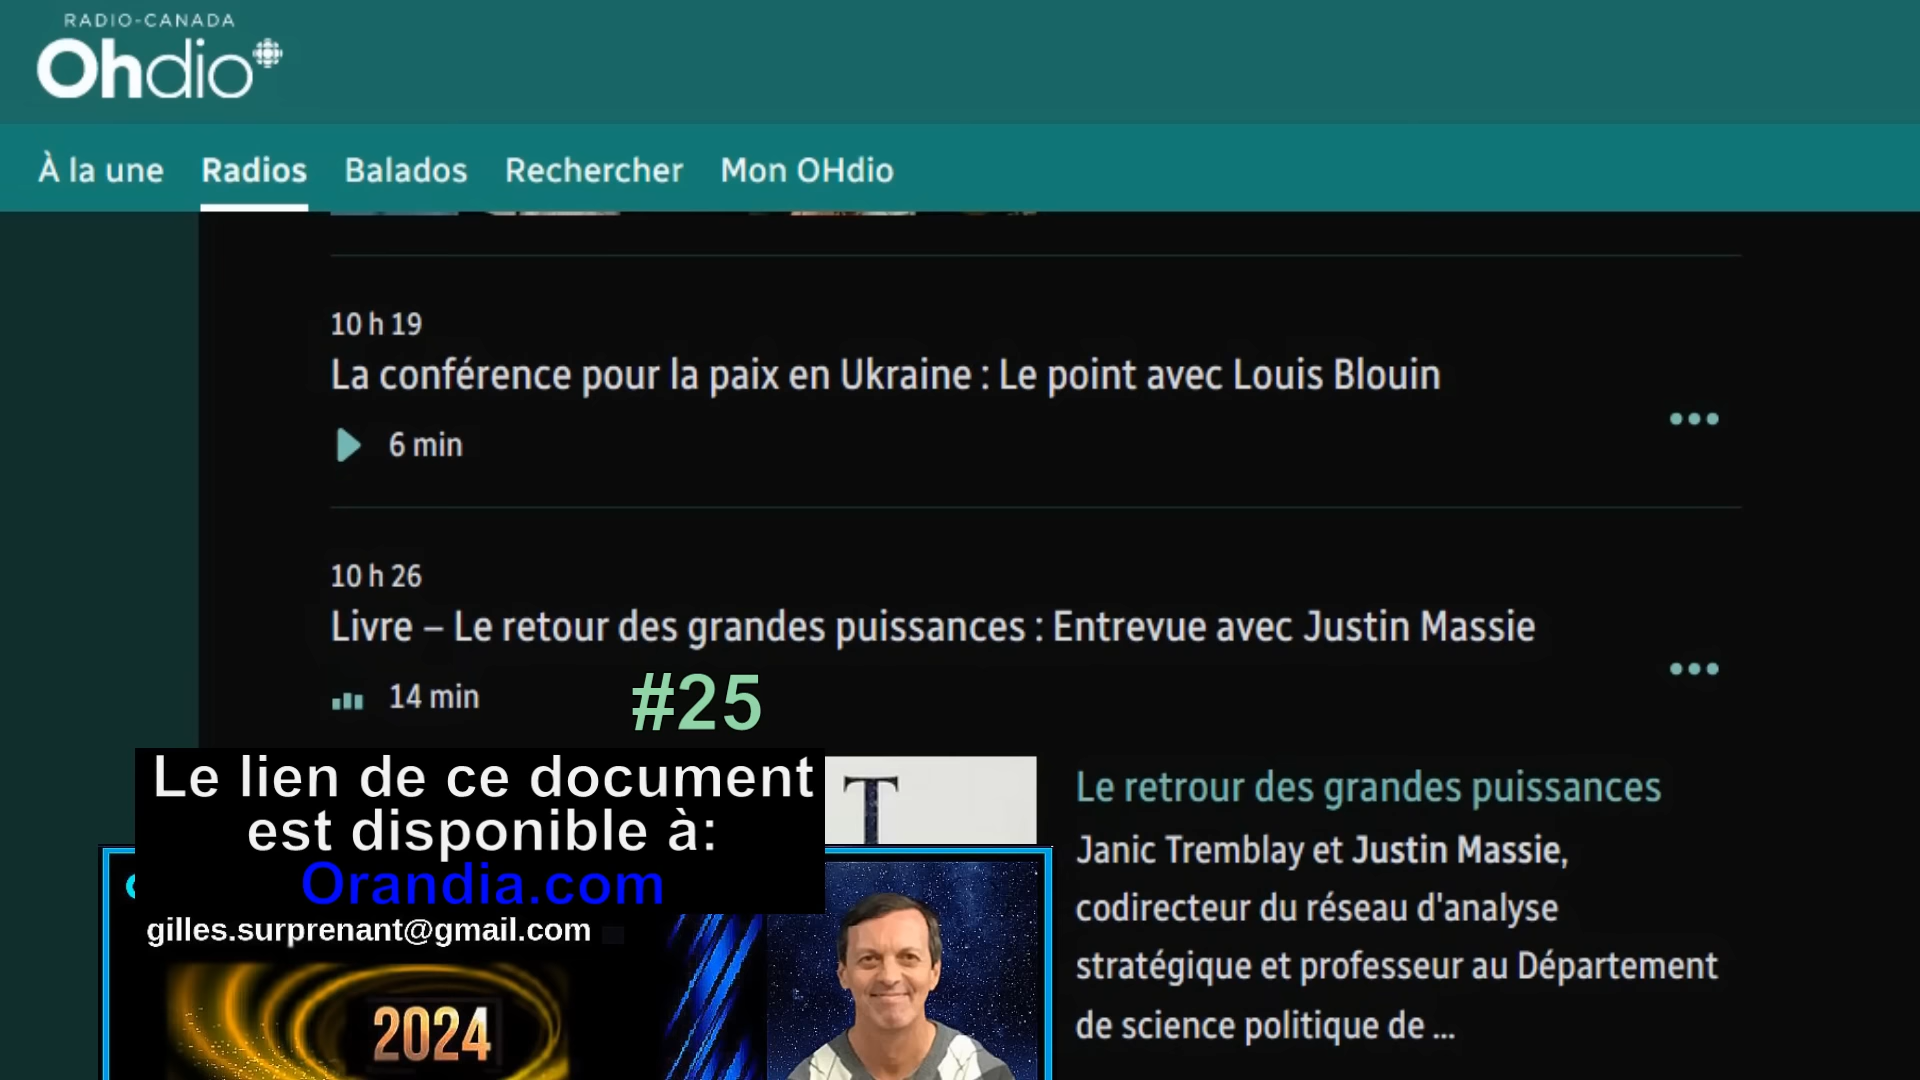 RADIO-CANADA
Ohdio
À la une Radios Balados Rechercher Mon OHdio
10 h 19
La conférence pour la paix en Ukraine : Le point avec Louis Blouin
6 min
10 h 26
Livre – Le retour des grandes puissances : Entrevue avec Justin Massie
14 min
#25
Le lien de ce document
est disponible à:
Orandia.com
gilles.surprenant@gmail.com
2024
T
Le retrour des grandes puissances
Janic Tremblay et Justin Massie,
codirecteur du réseau d'analyse
stratégique et professeur au Département
de science politique de ...